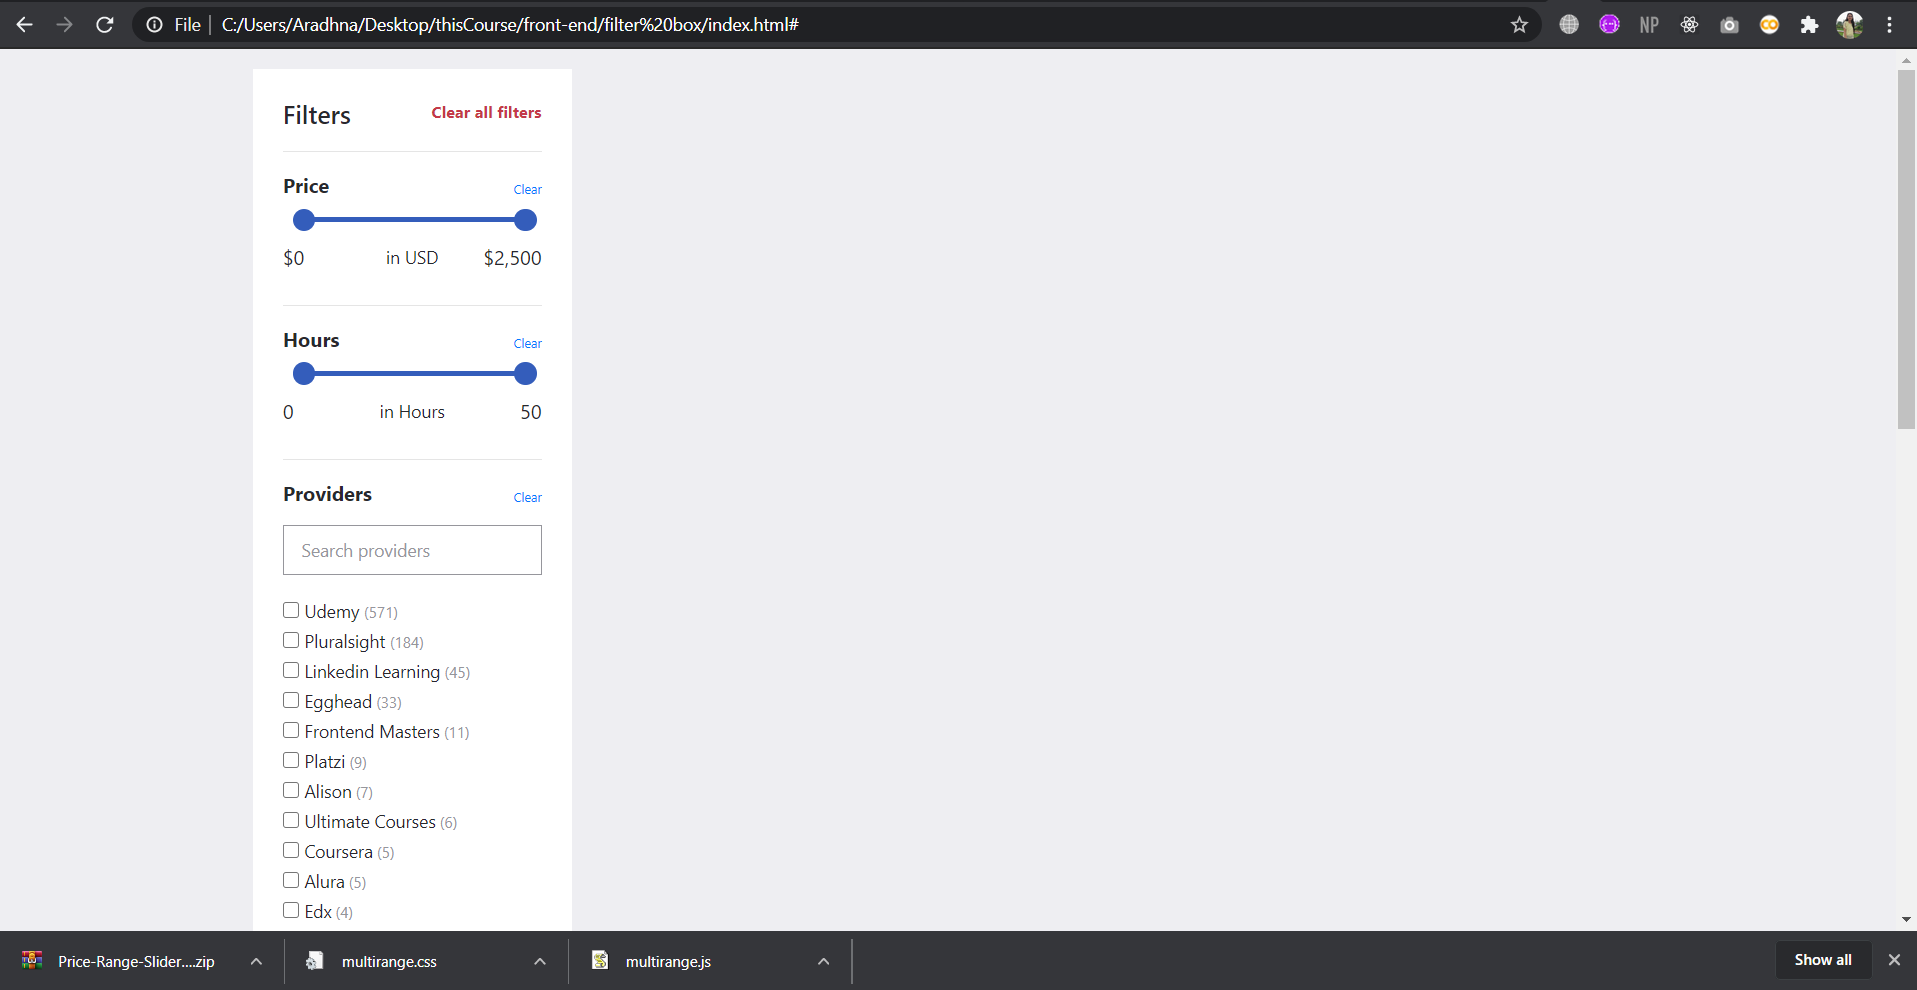 File | C:/Users/Aradhna/Desktop/thisCourse/front-end/filter%20box/index.html#
NP
Filters Clear all filters
Price Clear
$0 in USD $2,500
Hours Clear
0 in Hours 50
Providers Clear
Search providers
Udemy (571)
Pluralsight (184)
Linkedin Learning (45)
Egghead (33)
Frontend Masters (11)
Platzi (9)
Alison (7)
Ultimate Courses (6)
Coursera (5)
Alura (5)
Edx (4)
Price-Range-Slider....zip multirange.css multirange.js Show all